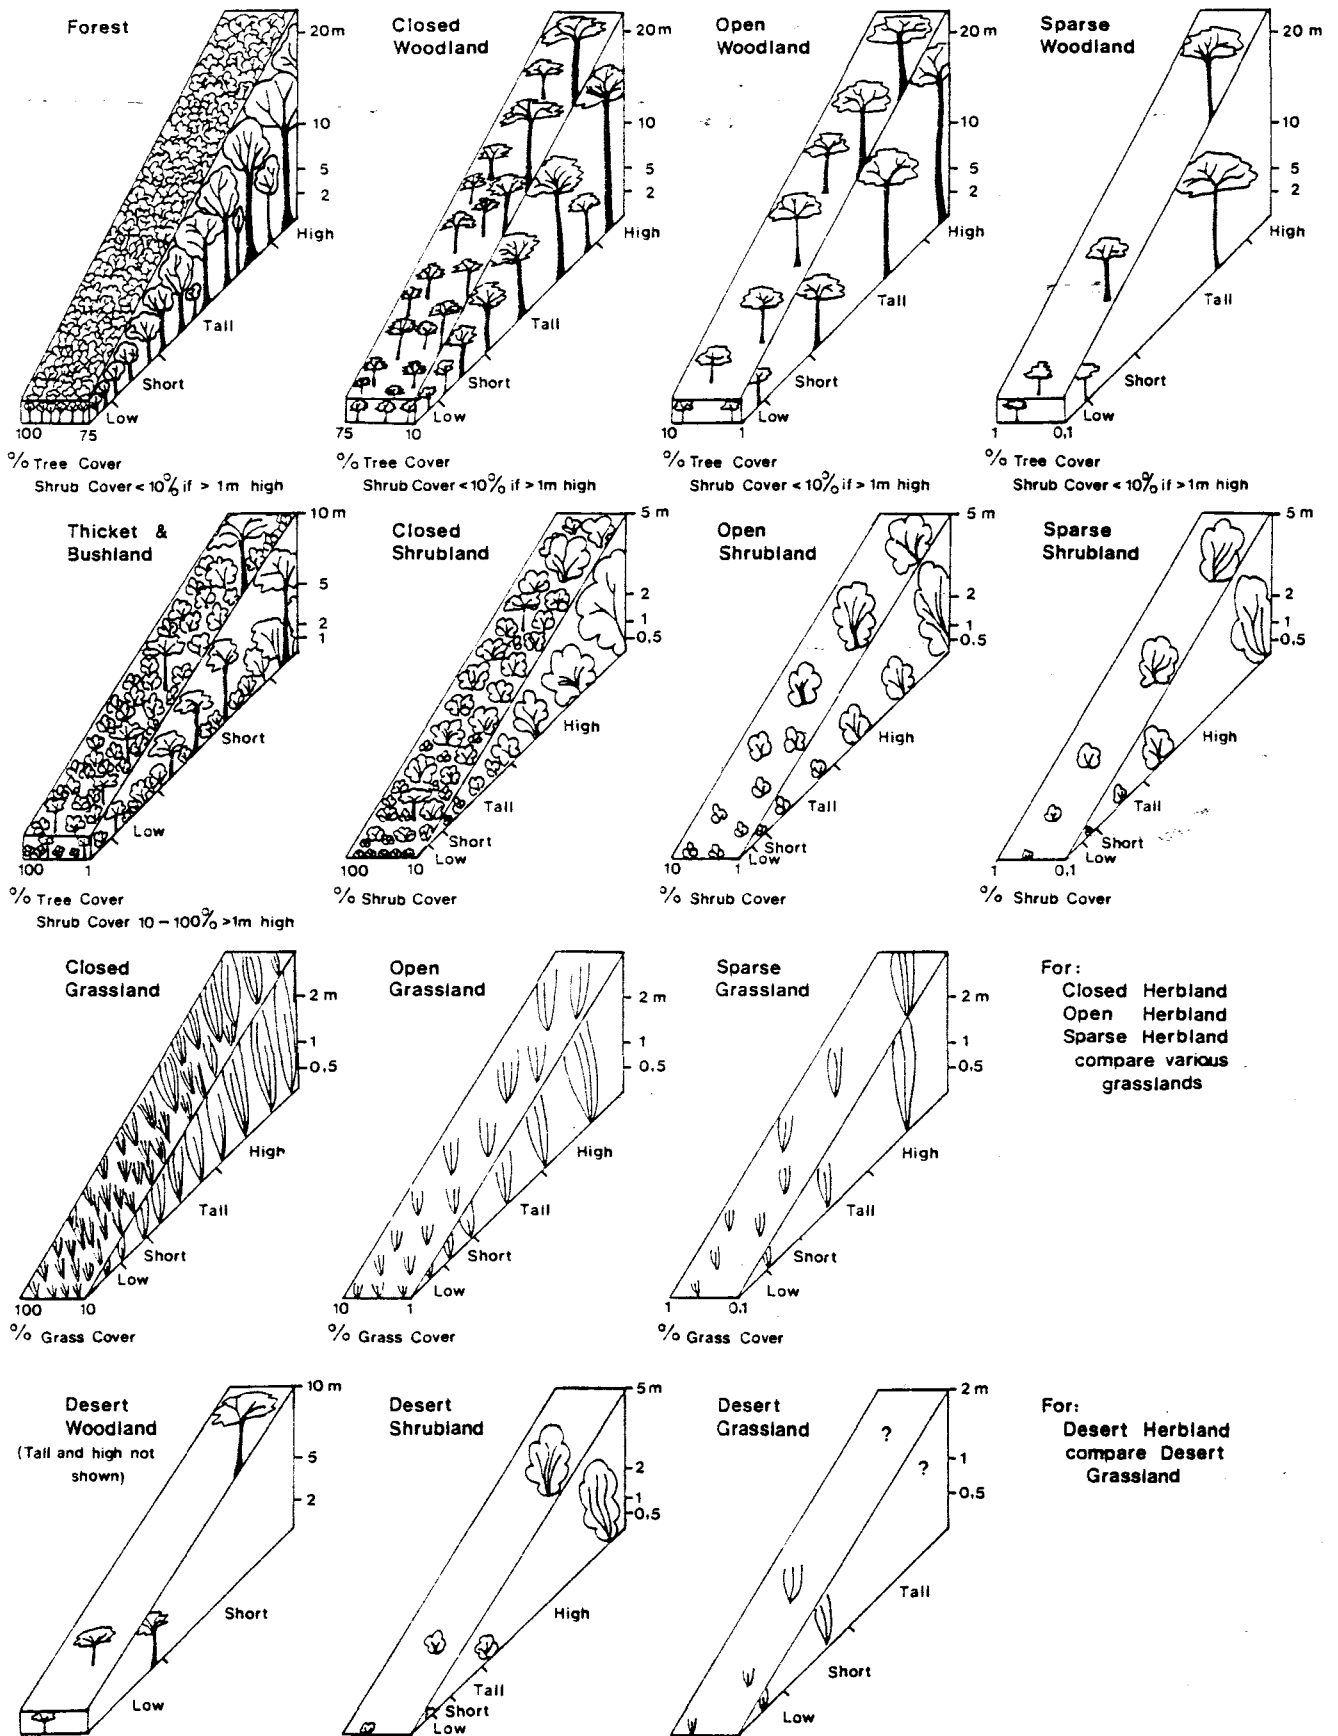 Forest
20 m
10
5
2
High
Tall
Short
Low
100 75
% Tree Cover
Shrub Cover < 10% if > 1m high
Closed
Woodland
20 m
10
5
2
High
Tall
Short
Low
75 10
% Tree Cover
Shrub Cover < 10% if > 1m high
Open
Woodland
20 m
10
5
2
High
Tall
Short
Low
10 1
% Tree Cover
Shrub Cover < 10% if > 1m high
Sparse
Woodland
20 m
10
5
2
High
Tall
Short
Low
1 0,1
% Tree Cover
Shrub Cover < 10% if > 1m high
Thicket &
Bushland
10 m
5
2
1
Short
Low
100 1
% Tree Cover
Shrub Cover 10 – 100% > 1m high
Closed
Shrubland
5 m
2
1
0.5
High
Tall
Short
Low
100 10
% Shrub Cover
Open
Shrubland
5 m
2
1
0.5
High
Tall
Short
Low
10 1
% Shrub Cover
Sparse
Shrubland
5 m
2
1
0.5
High
Tall
Short
Low
1 0,1
% Shrub Cover
Closed
Grassland
2 m
1
0,5
High
Tall
Short
Low
100 10
% Grass Cover
Open
Grassland
2 m
1
0.5
High
Tall
Short
Low
10 1
% Grass Cover
Sparse
Grassland
2 m
1
0.5
High
Tall
Short
Low
1 0.1
% Grass Cover
For:
Closed Herbland
Open Herbland
Sparse Herbland
compare various
grasslands
Desert
Woodland
(Tall and high not
shown)
10 m
5
2
Short
Low
Desert
Shrubland
5 m
2
1
0,5
High
Tall
Short
Low
Desert
Grassland
2 m
1
0,5
?
?
Tall
Short
Low
For:
Desert Herbland
compare Desert
Grassland